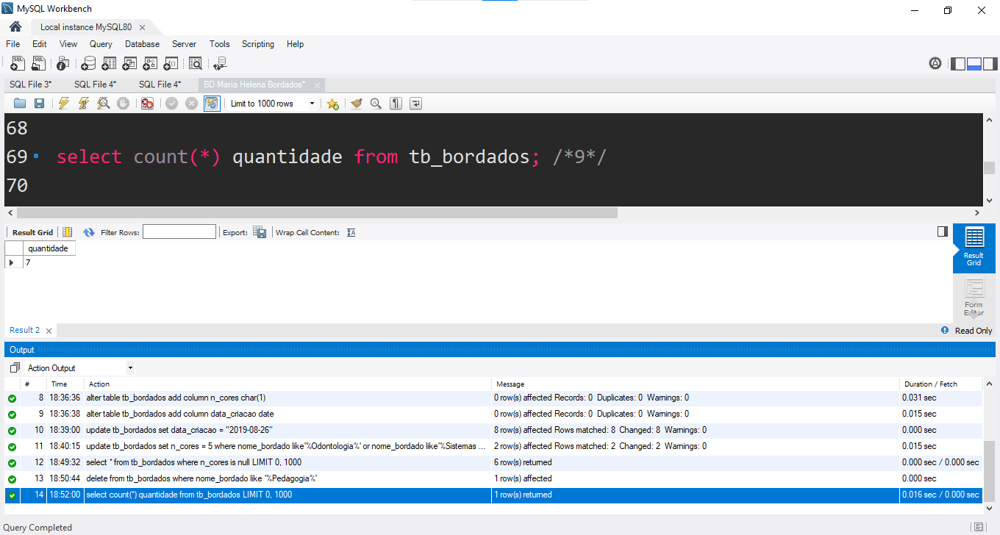 MySQL Workbench
Local instance MySQL80
File Edit View Query Database Server Tools Scripting Help
SQL File 3* SQL File 4* SQL File 4* BD Maria Helena Bordados*
Limit to 1000 rows
68
69 select count(*) quantidade from tb_bordados; /*9*/
70
Result Grid Filter Rows: Export: Wrap Cell Content:
quantidade
7
Result Grid
Form Editor
Result 2 Read Only
Output
Action Output
# Time Action Message Duration / Fetch
8 18:36:36 alter table tb_bordados add column n_cores char(1) 0 row(s) affected Records: 0 Duplicates: 0 Warnings: 0 0.031 sec
9 18:36:38 alter table tb_bordados add column data_criacao date 0 row(s) affected Records: 0 Duplicates: 0 Warnings: 0 0.015 sec
10 18:39:00 update tb_bordados set data_criacao = "2019-08-26" 8 row(s) affected Rows matched: 8 Changed: 8 Warnings: 0 0.000 sec
11 18:40:15 update tb_bordados set n_cores = 5 where nome_bordado like'%Odontologia%' or nome_bordado like'%Sistemas ... 2 row(s) affected Rows matched: 2 Changed: 2 Warnings: 0 0.015 sec
12 18:49:32 select * from tb_bordados where n_cores is null LIMIT 0, 1000 6 row(s) returned 0.000 sec / 0.000 sec
13 18:50:44 delete from tb_bordados where nome_bordado like '%Pedagogia%' 1 row(s) affected 0.000 sec
14 18:52:00 select count(*) quantidade from tb_bordados LIMIT 0, 1000 1 row(s) returned 0.016 sec / 0.000 sec
Query Completed